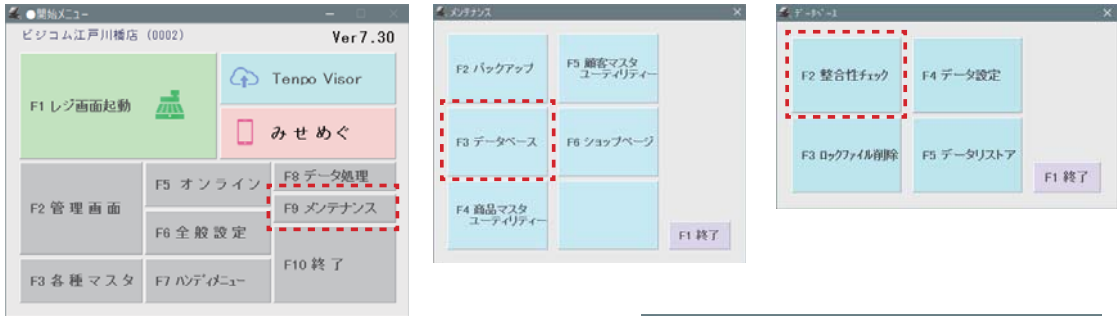 ●開始メニュー
ビジコム江戸川橋店 (0002)
Ver7.30
F1 レジ画面起動
Tenpo Visor
みせめぐ
F2 管理画面
F5 オンライン
F8 データ処理
F9 メンテナンス
F6 全般設定
F10 終了
F3 各種マスタ
F7 ハンディメニュー
メンテナンス
F2 バックアップ
F5 顧客マスタ
ユーティリティー
F3 データベース
F6 ショップページ
F4 商品マスタ
ユーティリティー
F1 終了
データベース
F2 整合性チェック
F4 データ設定
F3 ロックファイル削除
F5 データリストア
F1 終了